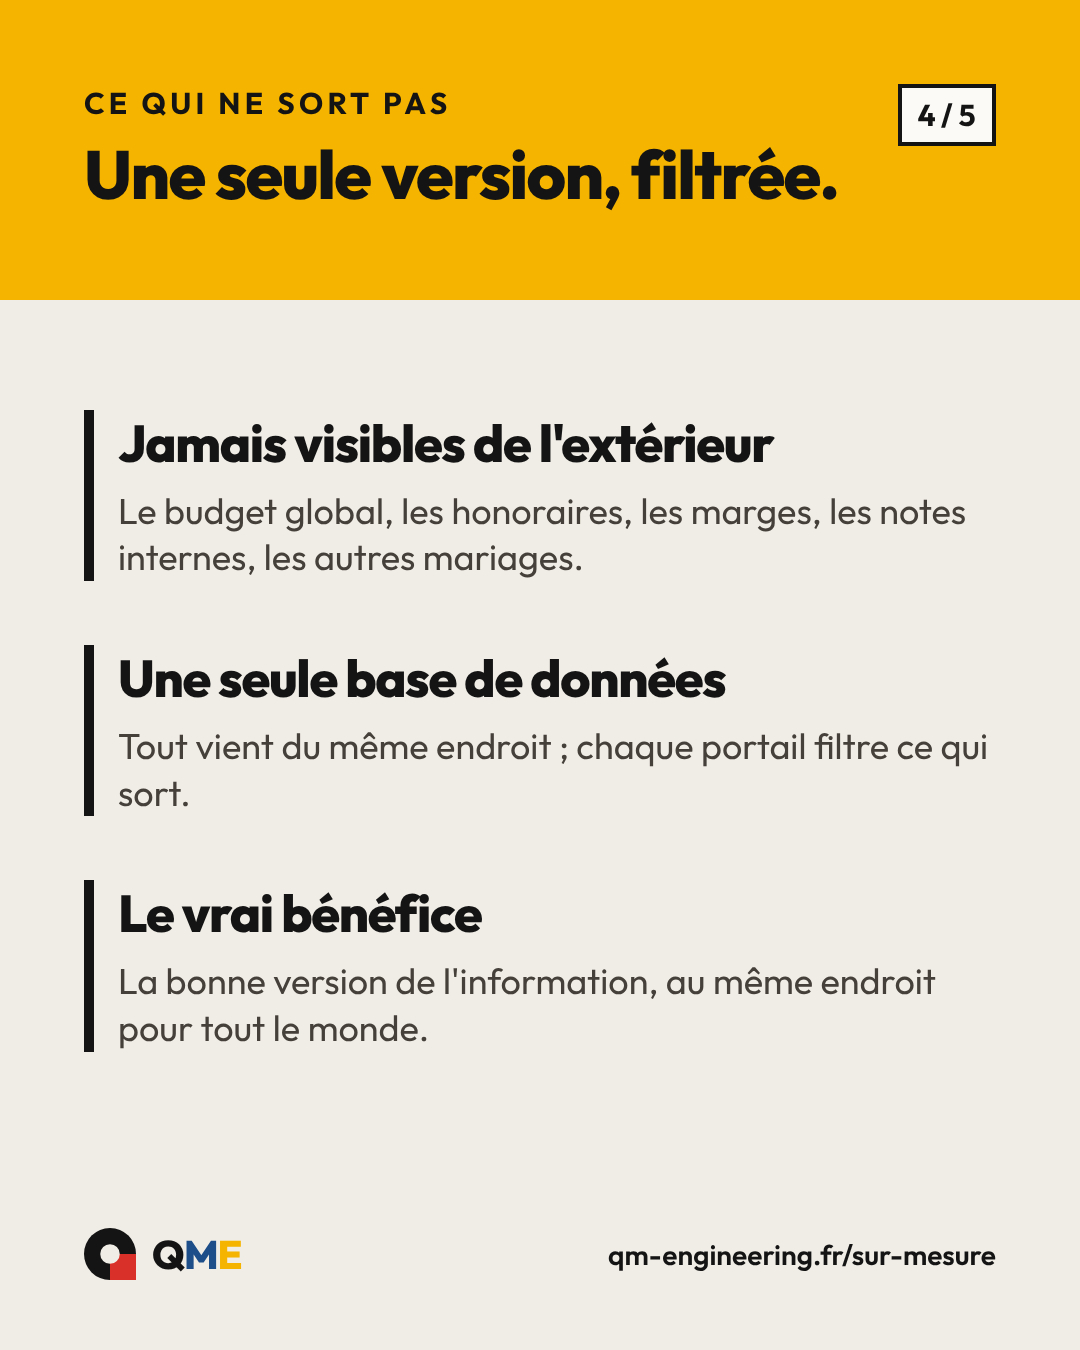 CE QUI NE SORT PAS
4/5
Une seule version, filtrée.
Jamais visibles de l'extérieur
Le budget global, les honoraires, les marges, les notes
internes, les autres mariages.
Une seule base de données
Tout vient du même endroit ; chaque portail filtre ce qui
sort.
Le vrai bénéfice
La bonne version de l'information, au même endroit
pour tout le monde.
QME
qm-engineering.fr/sur-mesure